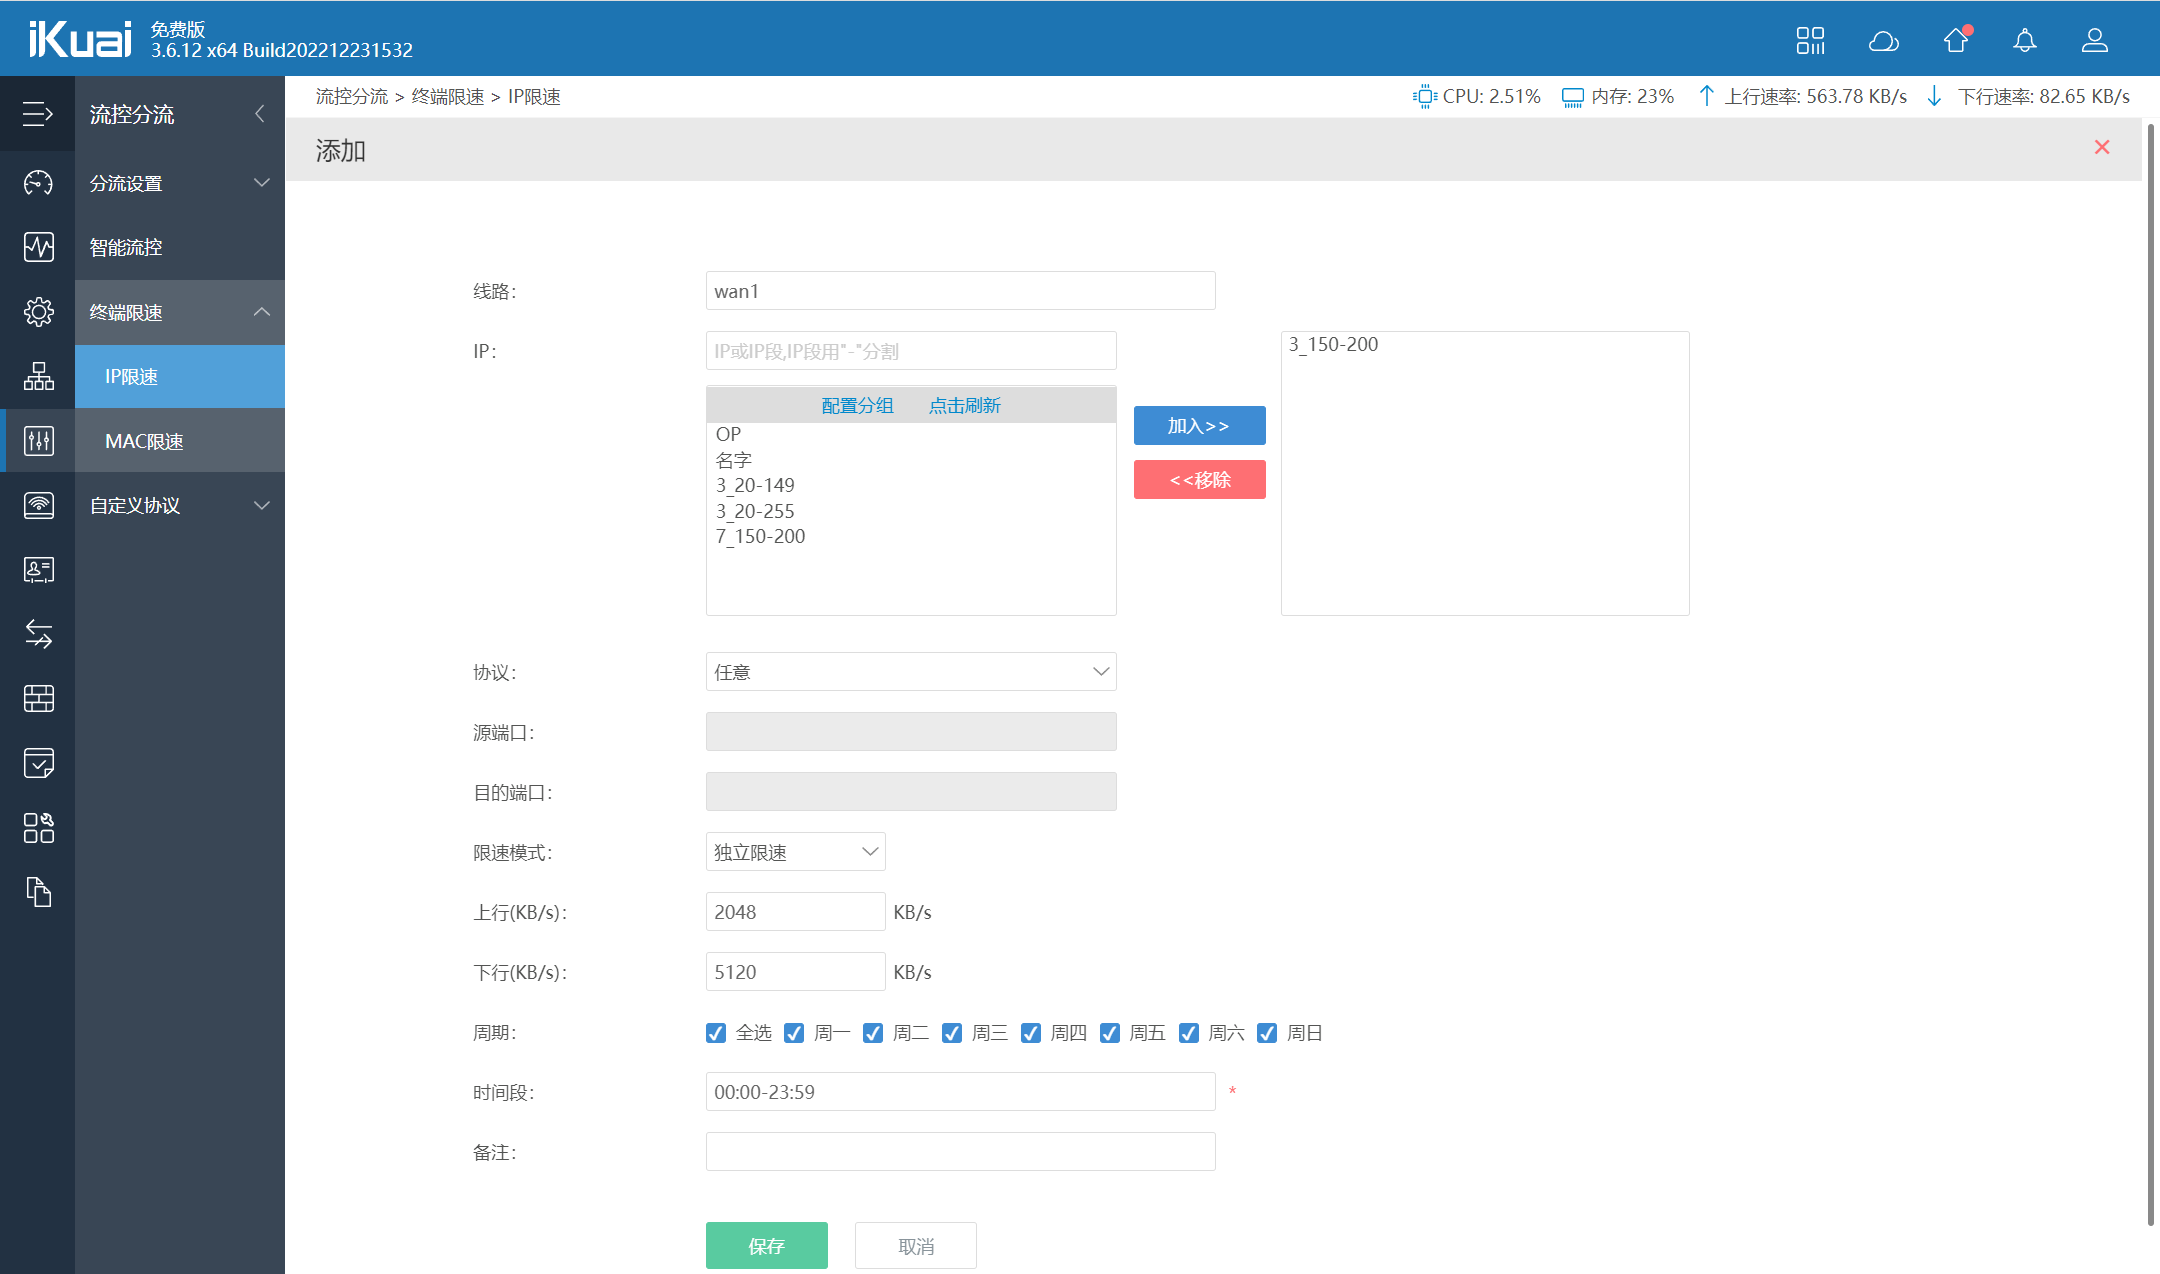 iKuai
免费版
3.6.12 x64 Build202212231532
流控分流 > 终端限速 > IP限速
CPU: 2.51%
内存: 23%
上行速率: 563.78 KB/s
下行速率: 82.65 KB/s
流控分流
分流设置
智能流控
终端限速
IP限速
MAC限速
自定义协议
添加
线路:
wan1
IP:
IP或IP段,IP段用"-"分割
配置分组 点击刷新
OP
名字
3_20-149
3_20-255
7_150-200
加入>>
<<移除
3_150-200
协议:
任意
源端口:
目的端口:
限速模式:
独立限速
上行(KB/s):
2048 KB/s
下行(KB/s):
5120 KB/s
周期:
全选 周一 周二 周三 周四 周五 周六 周日
时间段:
00:00-23:59 *
备注:
保存
取消